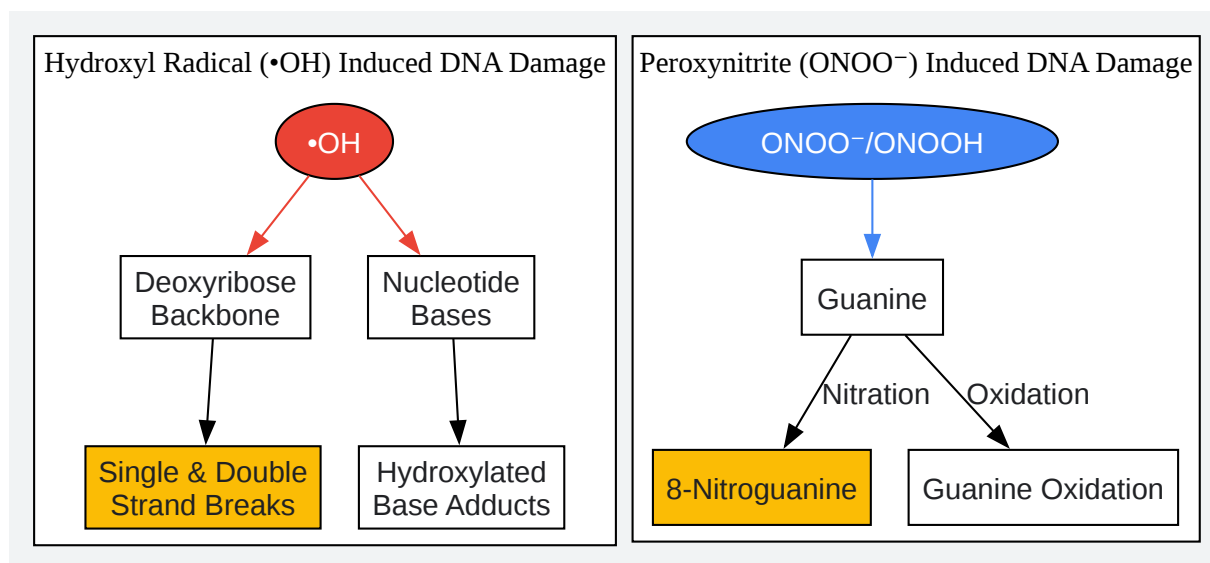 Hydroxyl Radical (•OH) Induced DNA Damage
•OH
Deoxyribose
Backbone
Nucleotide
Bases
Single & Double
Strand Breaks
Hydroxylated
Base Adducts
Peroxynitrite (ONOO⁻) Induced DNA Damage
ONOO⁻/ONOOH
Guanine
Nitration
Oxidation
8-Nitroguanine
Guanine Oxidation